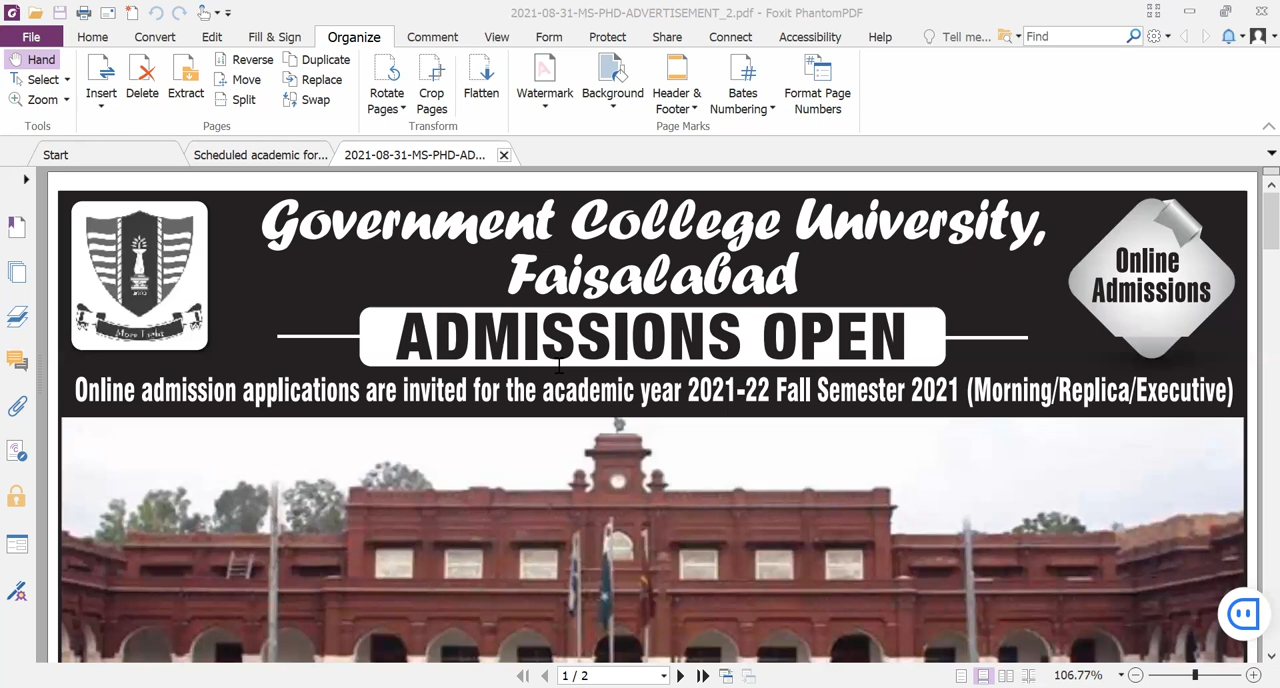 2021-08-31-MS-PHD-ADVERTISEMENT_2.pdf - Foxit PhantomPDF
File Home Convert Edit Fill & Sign Organize Comment View Form Protect Share Connect Accessibility Help Tell me... Find
Hand
Select
Zoom
Tools
Insert
Delete
Extract
Reverse
Move
Split
Duplicate
Replace
Swap
Pages
Rotate
Pages
Crop
Pages
Flatten
Transform
Watermark
Background
Header &
Footer
Bates
Numbering
Format Page
Numbers
Page Marks
Start
Scheduled academic for...
2021-08-31-MS-PHD-AD...
Government College University,
Faisalabad
ADMISSIONS OPEN
Online
Admissions
More Light
Online admission applications are invited for the academic year 2021-22 Fall Semester 2021 (Morning/Replica/Executive)
1 / 2
106.77%